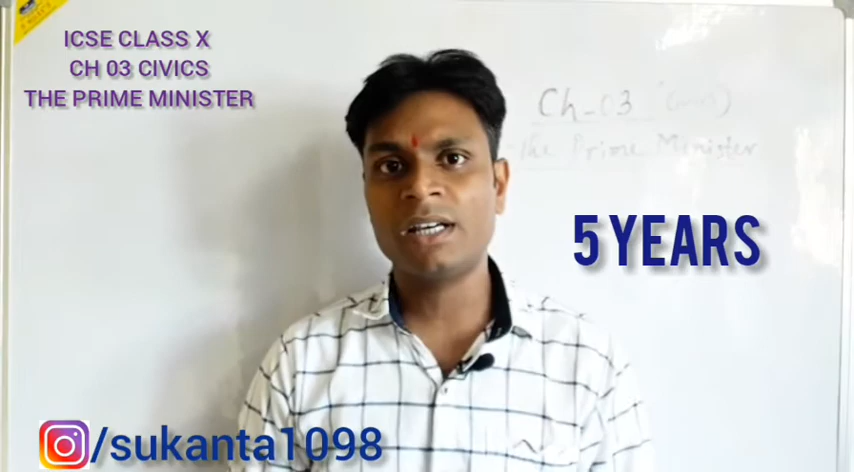 ICSE CLASS X
CH 03 CIVICS
THE PRIME MINISTER
Ch-03
The Prime Minister
5 YEARS
/sukanta1098